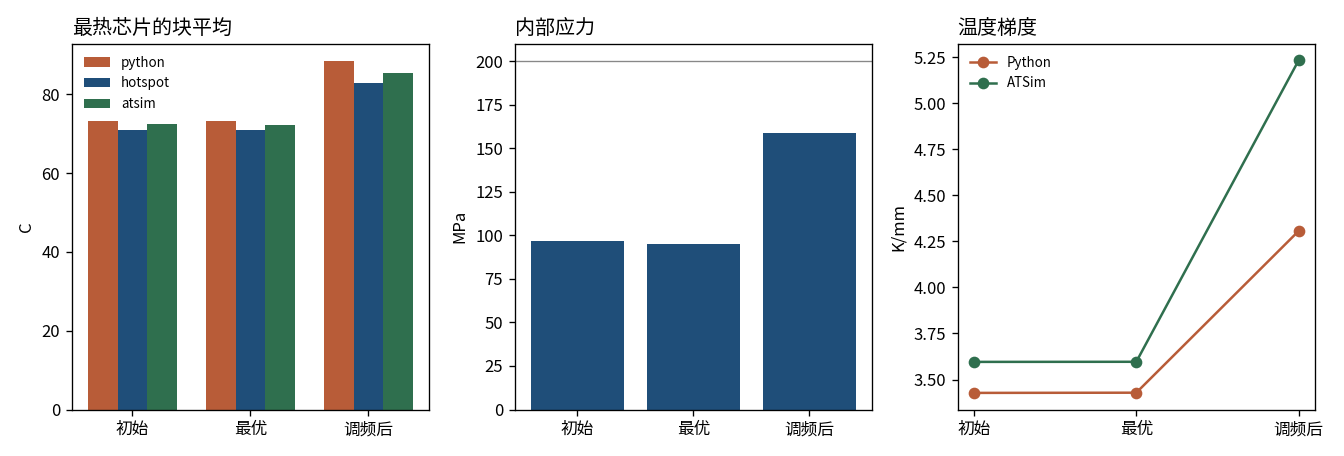 最热芯片的块平均
python
hotspot
atsim
80
60
40
20
0
C
初始
最优
调频后
内部应力
200
175
150
125
100
75
50
25
0
MPa
初始
最优
调频后
温度梯度
Python
ATSim
5.25
5.00
4.75
4.50
4.25
4.00
3.75
3.50
K/mm
初始
最优
调频后